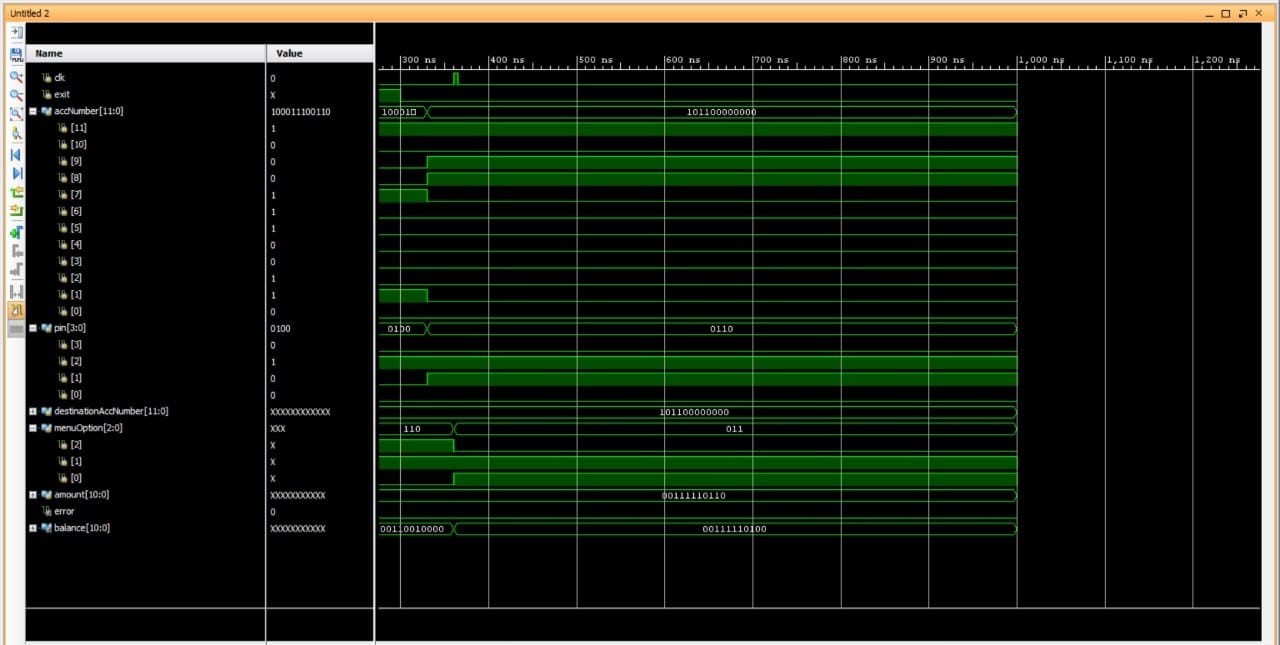 Untitled 2
Name Value
300 ns 400 ns 500 ns 600 ns 700 ns 800 ns 900 ns 1,000 ns 1,100 ns 1,200 ns
clk 0
exit X
accNumber[11:0] 100011100110 10001 101100000000
[11] 1
[10] 0
[9] 0
[8] 0
[7] 1
[6] 1
[5] 1
[4] 0
[3] 0
[2] 1
[1] 1
[0] 0
pin[3:0] 0100 0100 0110
[3] 0
[2] 1
[1] 0
[0] 0
destinationAccNumber[11:0] XXXXXXXXXXXX 101100000000
menuOption[2:0] XXX 110 011
[2] X
[1] X
[0] X
amount[10:0] XXXXXXXXXXX 00111110110
error 0
balance[10:0] XXXXXXXXXXX 00110010000 00111110100